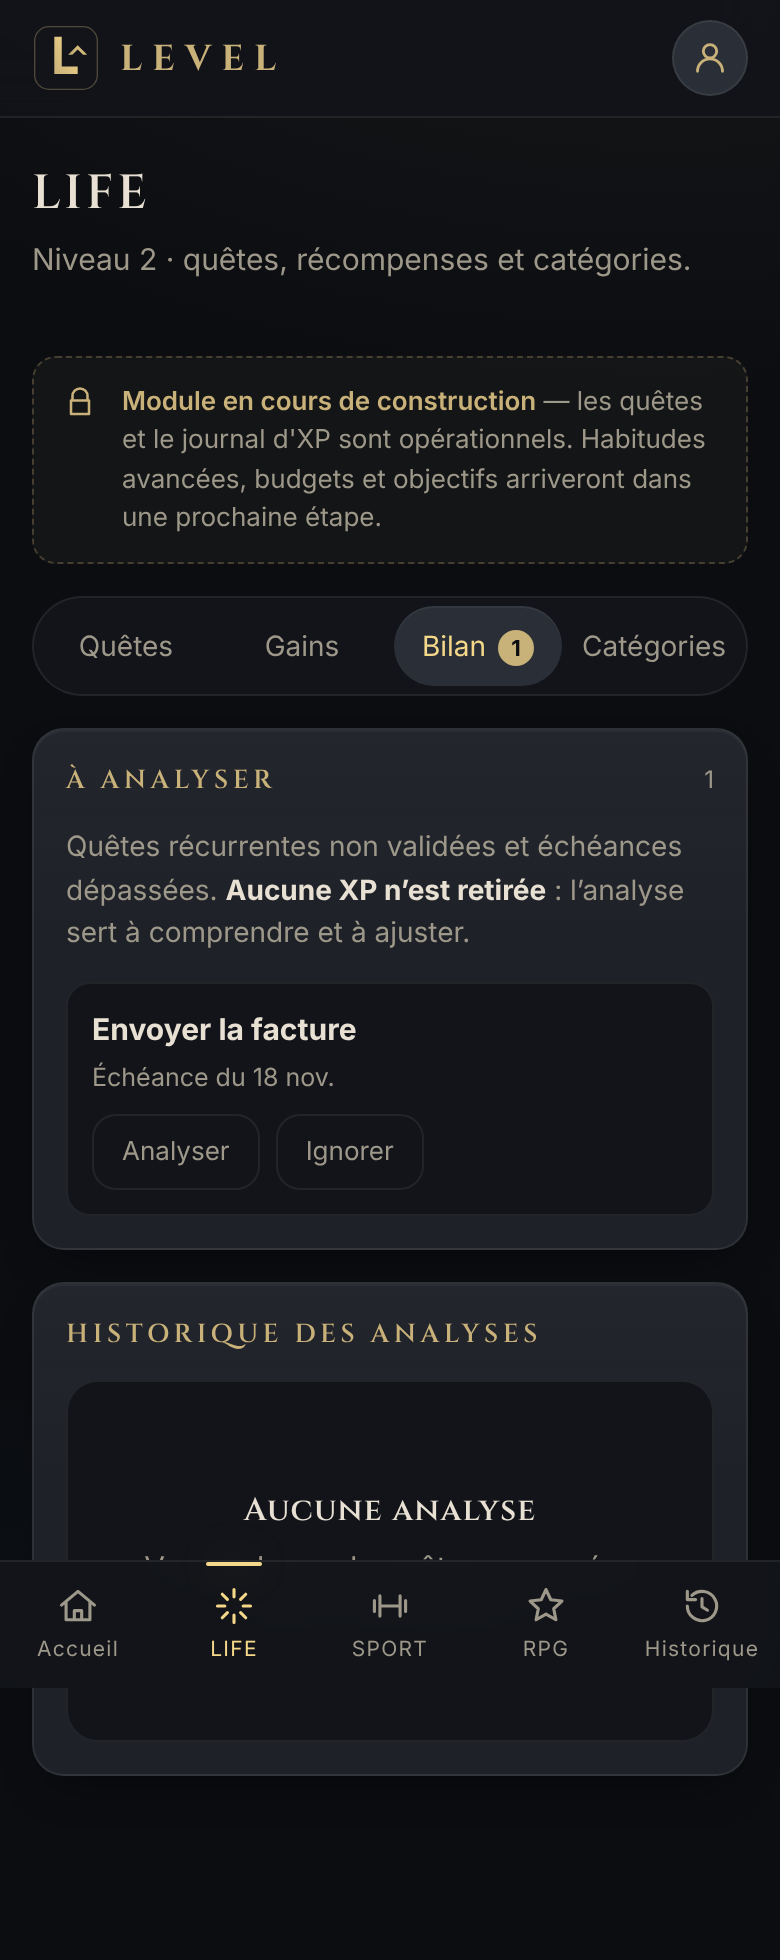 LEVEL
LIFE
Niveau 2 · quêtes, récompenses et catégories.
Module en cours de construction — les quêtes
et le journal d'XP sont opérationnels. Habitudes
avancées, budgets et objectifs arriveront dans
une prochaine étape.
Quêtes Gains Bilan 1 Catégories
À ANALYSER 1
Quêtes récurrentes non validées et échéances
dépassées. Aucune XP n’est retirée : l’analyse
sert à comprendre et à ajuster.
Envoyer la facture
Échéance du 18 nov.
Analyser Ignorer
HISTORIQUE DES ANALYSES
AUCUNE ANALYSE
Accueil LIFE SPORT RPG Historique